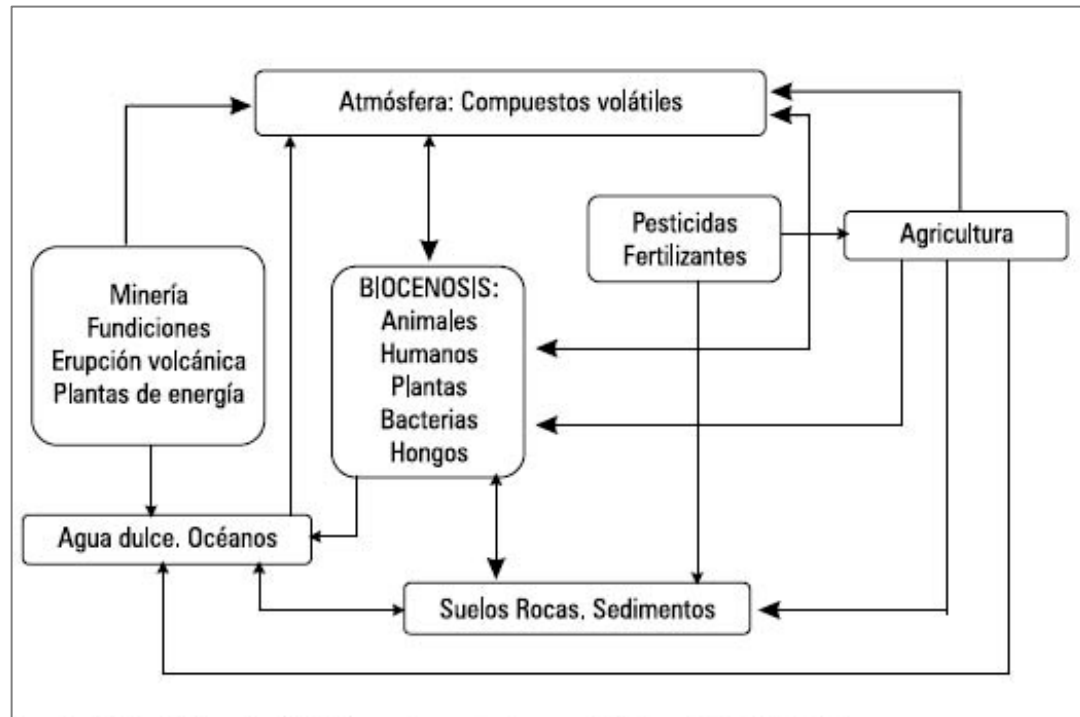 Atmósfera: Compuestos volátiles
Pesticidas
Fertilizantes
Agricultura
Minería
Fundiciones
Erupción volcánica
Plantas de energía
BIOCENOSIS:
Animales
Humanos
Plantas
Bacterias
Hongos
Agua dulce. Océanos
Suelos Rocas. Sedimentos